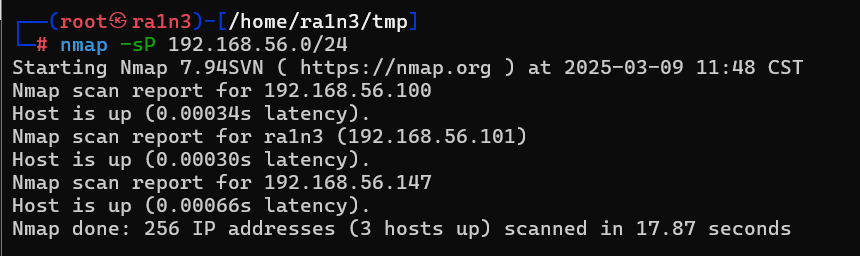 ┌──(root㉿ra1n3)-[/home/ra1n3/tmp]
└─# nmap -sP 192.168.56.0/24
Starting Nmap 7.94SVN ( https://nmap.org ) at 2025-03-09 11:48 CST
Nmap scan report for 192.168.56.100
Host is up (0.00034s latency).
Nmap scan report for ra1n3 (192.168.56.101)
Host is up (0.00030s latency).
Nmap scan report for 192.168.56.147
Host is up (0.00066s latency).
Nmap done: 256 IP addresses (3 hosts up) scanned in 17.87 seconds